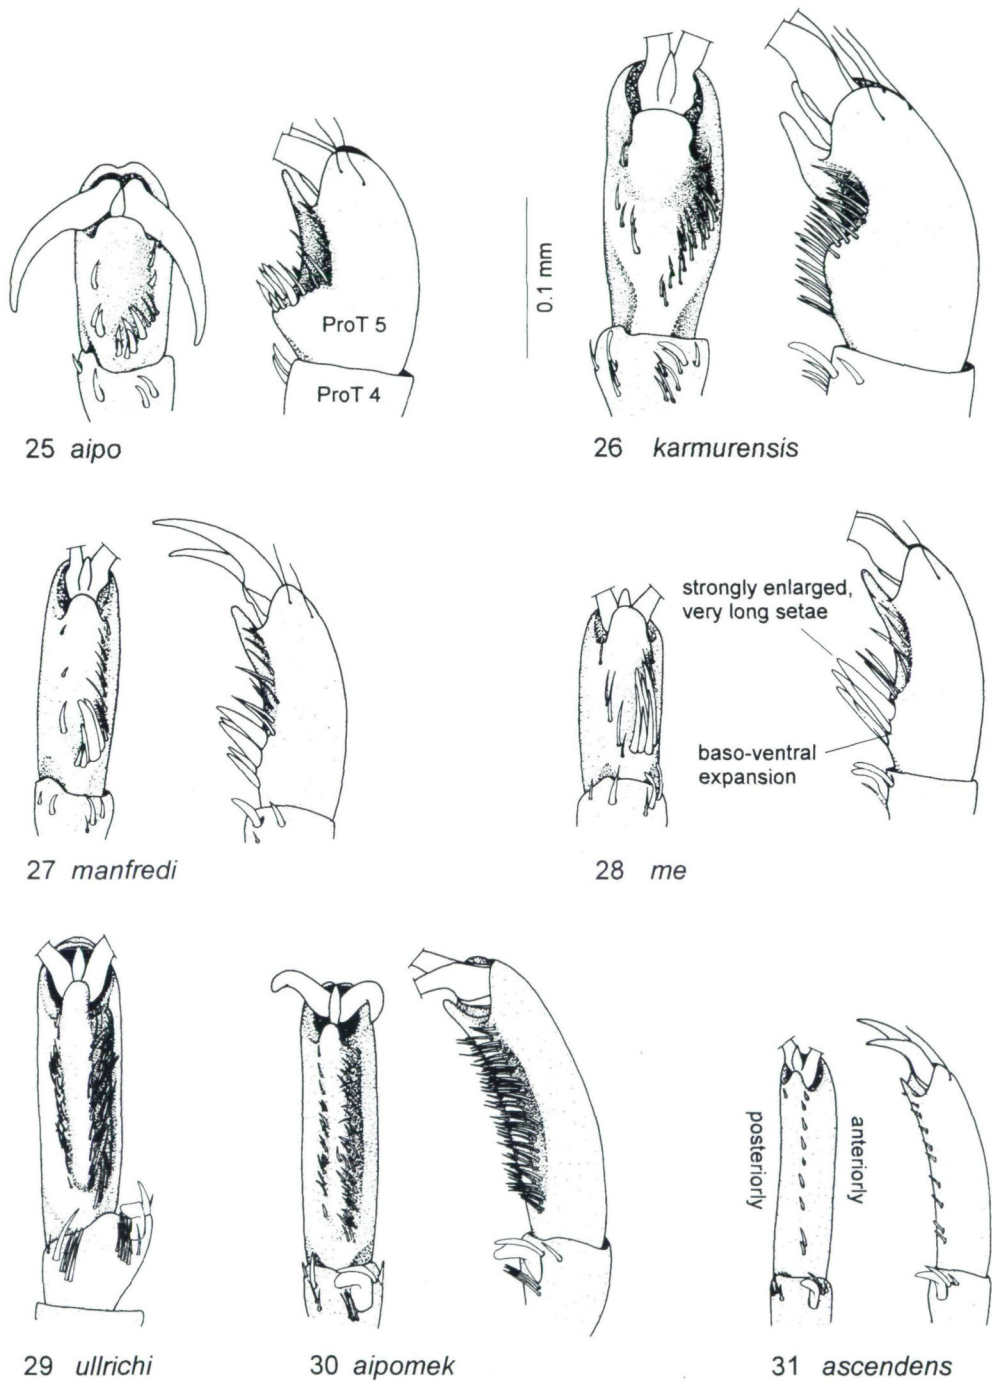 ProT 5
ProT 4
0.1 mm
25 aipo
26 karmurensis
strongly enlarged,
very long setae
baso-ventral
expansion
27 manfredi
28 me
posteriorly
anteriorly
29 ullrichi
30 aipomek
31 ascendens